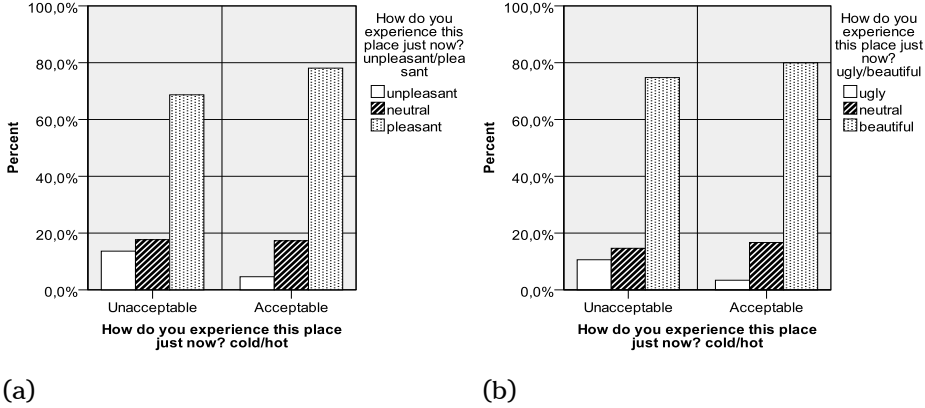 100,0%
80,0%
60,0%
40,0%
20,0%
0,0%
Percent
Unacceptable
Acceptable
How do you experience this place
just now? cold/hot
How do you
experience this
place just now?
unpleasant/plea
sant
unpleasant
neutral
pleasant
(a)
100,0%
80,0%
60,0%
40,0%
20,0%
0,0%
Percent
Unacceptable
Acceptable
How do you experience this place
just now? cold/hot
How do you
experience
this place just
now?
ugly/beautiful
ugly
neutral
beautiful
(b)